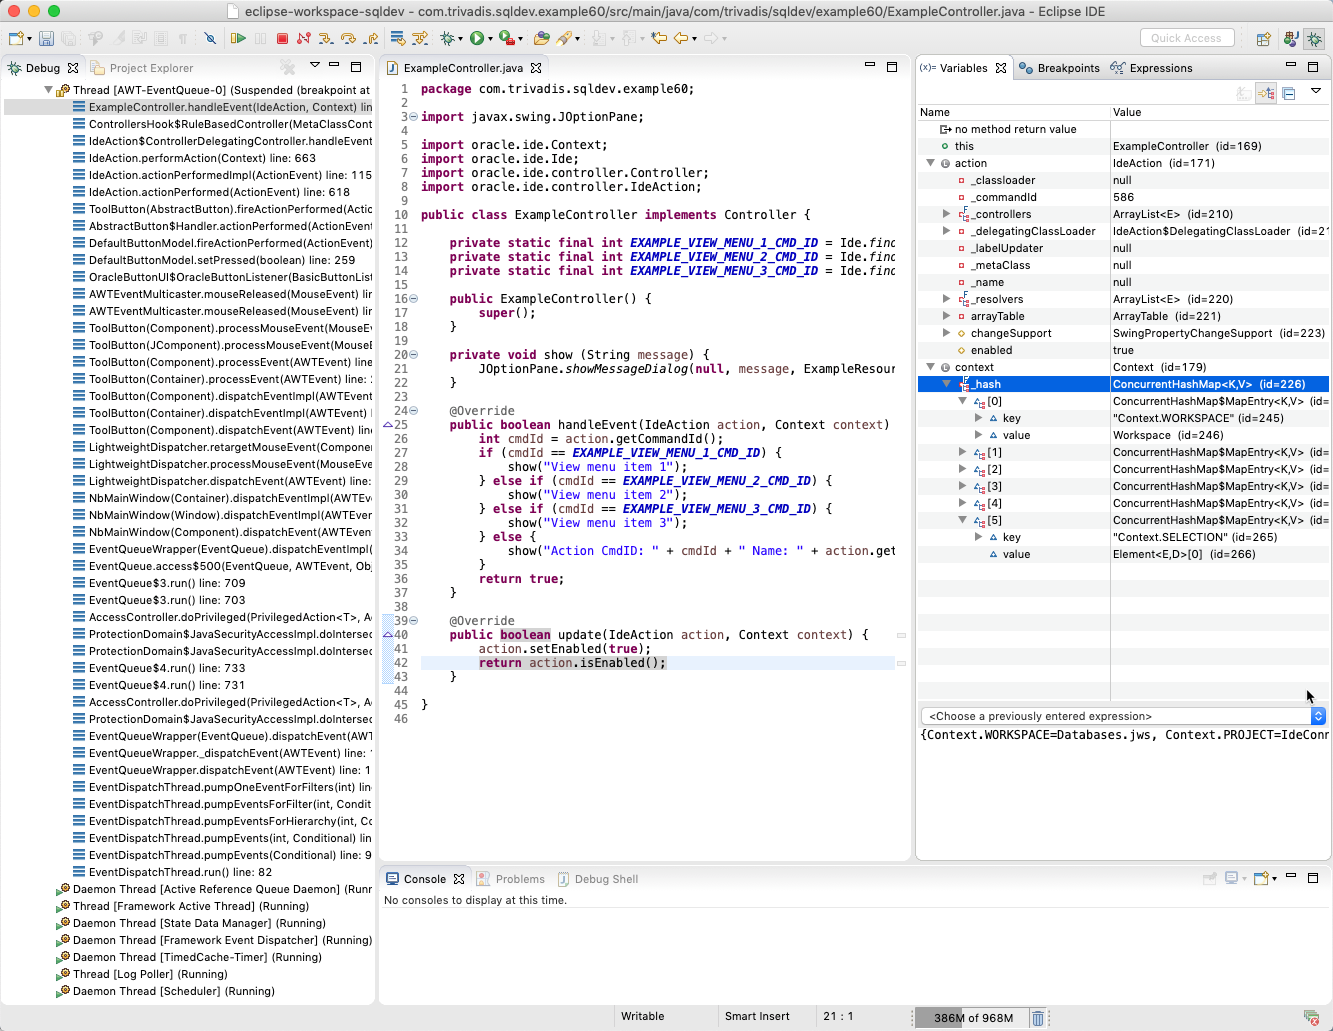 eclipse-workspace-sqldev - com.trivadis.sqldev.example60/src/main/java/com/trivadis/sqldev/example60/ExampleController.java - Eclipse IDE
Quick Access
Debug
Project Explorer
Thread [AWT-EventQueue-0] (Suspended (breakpoint at
ExampleController.handleEvent(IdeAction, Context) lin
ControllersHook$RuleBasedController(MetaClassCont
IdeAction$ControllerDelegatingController.handleEven
IdeAction.performAction(Context) line: 663
IdeAction.actionPerformedImpl(ActionEvent) line: 115
IdeAction.actionPerformed(ActionEvent) line: 618
ToolButton(AbstractButton).fireActionPerformed(Actic
AbstractButton$Handler.actionPerformed(ActionEvent
DefaultButtonModel.fireActionPerformed(ActionEvent)
DefaultButtonModel.setPressed(boolean) line: 259
OracleButtonUI$OracleButtonListener(BasicButtonList
AWTEventMulticaster.mouseReleased(MouseEvent) lin
AWTEventMulticaster.mouseReleased(MouseEvent) lin
ToolButton(Component).processMouseEvent(MouseEv
ToolButton(JComponent).processMouseEvent(MouseE
ToolButton(Component).processEvent(AWTEvent) line:
ToolButton(Container).processEvent(AWTEvent) line: 2
ToolButton(Component).dispatchEventImpl(AWTEvent)
ToolButton(Container).dispatchEventImpl(AWTEvent)
ToolButton(Component).dispatchEvent(AWTEvent) line
LightweightDispatcher.retargetMouseEvent(Componen
LightweightDispatcher.processMouseEvent(MouseEve
LightweightDispatcher.dispatchEvent(AWTEvent) line:
NbMainWindow(Container).dispatchEventImpl(AWTEve
NbMainWindow(Window).dispatchEventImpl(AWTEven
NbMainWindow(Component).dispatchEvent(AWTEvent
EventQueueWrapper(EventQueue).dispatchEventImpl(
EventQueue.access$500(EventQueue, AWTEvent, Obj
EventQueue$3.run() line: 709
EventQueue$3.run() line: 703
AccessController.doPrivileged(PrivilegedAction<T>, Ac
ProtectionDomain$JavaSecurityAccessImpl.doIntersec
ProtectionDomain$JavaSecurityAccessImpl.doIntersec
EventQueue$4.run() line: 733
EventQueue$4.run() line: 731
AccessController.doPrivileged(PrivilegedAction<T>, Ac
ProtectionDomain$JavaSecurityAccessImpl.doIntersec
EventQueueWrapper(EventQueue).dispatchEvent(AWT
EventQueueWrapper._dispatchEvent(AWTEvent) line: 1
EventQueueWrapper.dispatchEvent(AWTEvent) line: 1
EventDispatchThread.pumpOneEventForFilters(int) line
EventDispatchThread.pumpEventsForFilter(int, Condit
EventDispatchThread.pumpEventsForHierarchy(int, Co
EventDispatchThread.pumpEvents(int, Conditional) lin
EventDispatchThread.pumpEvents(Conditional) line: 9
EventDispatchThread.run() line: 82
Daemon Thread [Active Reference Queue Daemon] (Runn
Thread [Framework Active Thread] (Running)
Daemon Thread [State Data Manager] (Running)
Daemon Thread [Framework Event Dispatcher] (Running)
Daemon Thread [TimedCache-Timer] (Running)
Thread [Log Poller] (Running)
Daemon Thread [Scheduler] (Running)
ExampleController.java
1 package com.trivadis.sqldev.example60;
2
3 import javax.swing.JOptionPane;
4
5 import oracle.ide.Context;
6 import oracle.ide.Ide;
7 import oracle.ide.controller.Controller;
8 import oracle.ide.controller.IdeAction;
9
10 public class ExampleController implements Controller {
11
12 private static final int EXAMPLE_VIEW_MENU_1_CMD_ID = Ide.find
13 private static final int EXAMPLE_VIEW_MENU_2_CMD_ID = Ide.find
14 private static final int EXAMPLE_VIEW_MENU_3_CMD_ID = Ide.find
15
16 public ExampleController() {
17 super();
18 }
19
20 private void show (String message) {
21 JOptionPane.showMessageDialog(null, message, ExampleResour
22 }
23
24 @Override
25 public boolean handleEvent(IdeAction action, Context context)
26 int cmdId = action.getCommandId();
27 if (cmdId == EXAMPLE_VIEW_MENU_1_CMD_ID) {
28 show("View menu item 1");
29 } else if (cmdId == EXAMPLE_VIEW_MENU_2_CMD_ID) {
30 show("View menu item 2");
31 } else if (cmdId == EXAMPLE_VIEW_MENU_3_CMD_ID) {
32 show("View menu item 3");
33 } else {
34 show("Action CmdID: " + cmdId + " Name: " + action.get
35 }
36 return true;
37 }
38
39 @Override
40 public boolean update(IdeAction action, Context context) {
41 action.setEnabled(true);
42 return action.isEnabled();
43 }
44
45 }
46
(x)= Variables
Breakpoints
Expressions
Name Value
no method return value
this ExampleController (id=169)
action IdeAction (id=171)
_classloader null
_commandId 586
_controllers ArrayList<E> (id=210)
_delegatingClassLoader IdeAction$DelegatingClassLoader (id=21
_labelUpdater null
_metaClass null
_name null
_resolvers ArrayList<E> (id=220)
arrayTable ArrayTable (id=221)
changeSupport SwingPropertyChangeSupport (id=223)
enabled true
context Context (id=179)
_hash ConcurrentHashMap<K,V> (id=226)
[0] ConcurrentHashMap$MapEntry<K,V> (id=
key "Context.WORKSPACE" (id=245)
value Workspace (id=246)
[1] ConcurrentHashMap$MapEntry<K,V> (id=
[2] ConcurrentHashMap$MapEntry<K,V> (id=
[3] ConcurrentHashMap$MapEntry<K,V> (id=
[4] ConcurrentHashMap$MapEntry<K,V> (id=
[5] ConcurrentHashMap$MapEntry<K,V> (id=
key "Context.SELECTION" (id=265)
value Element<E,D>[0] (id=266)
<Choose a previously entered expression>
{Context.WORKSPACE=Databases.jws, Context.PROJECT=IdeConn
Console
Problems
Debug Shell
No consoles to display at this time.
Writable
Smart Insert
21 : 1
386M of 968M